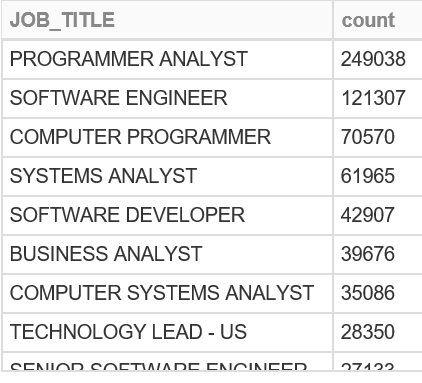 JOB_TITLE count
PROGRAMMER ANALYST 249038
SOFTWARE ENGINEER 121307
COMPUTER PROGRAMMER 70570
SYSTEMS ANALYST 61965
SOFTWARE DEVELOPER 42907
BUSINESS ANALYST 39676
COMPUTER SYSTEMS ANALYST 35086
TECHNOLOGY LEAD - US 28350
SENIOR SOFTWARE ENGINEER 27133